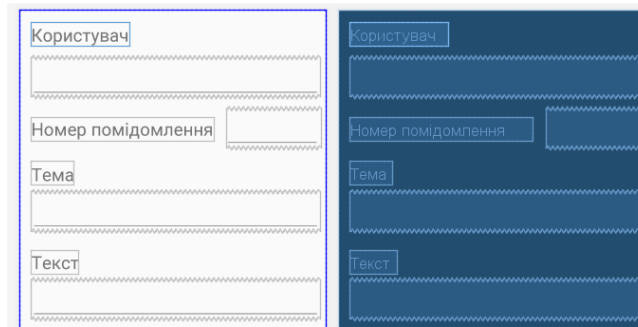 Користувач
Користувач
Номер помідомлення
Номер помідомлення
Тема
Тема
Текст
Текст